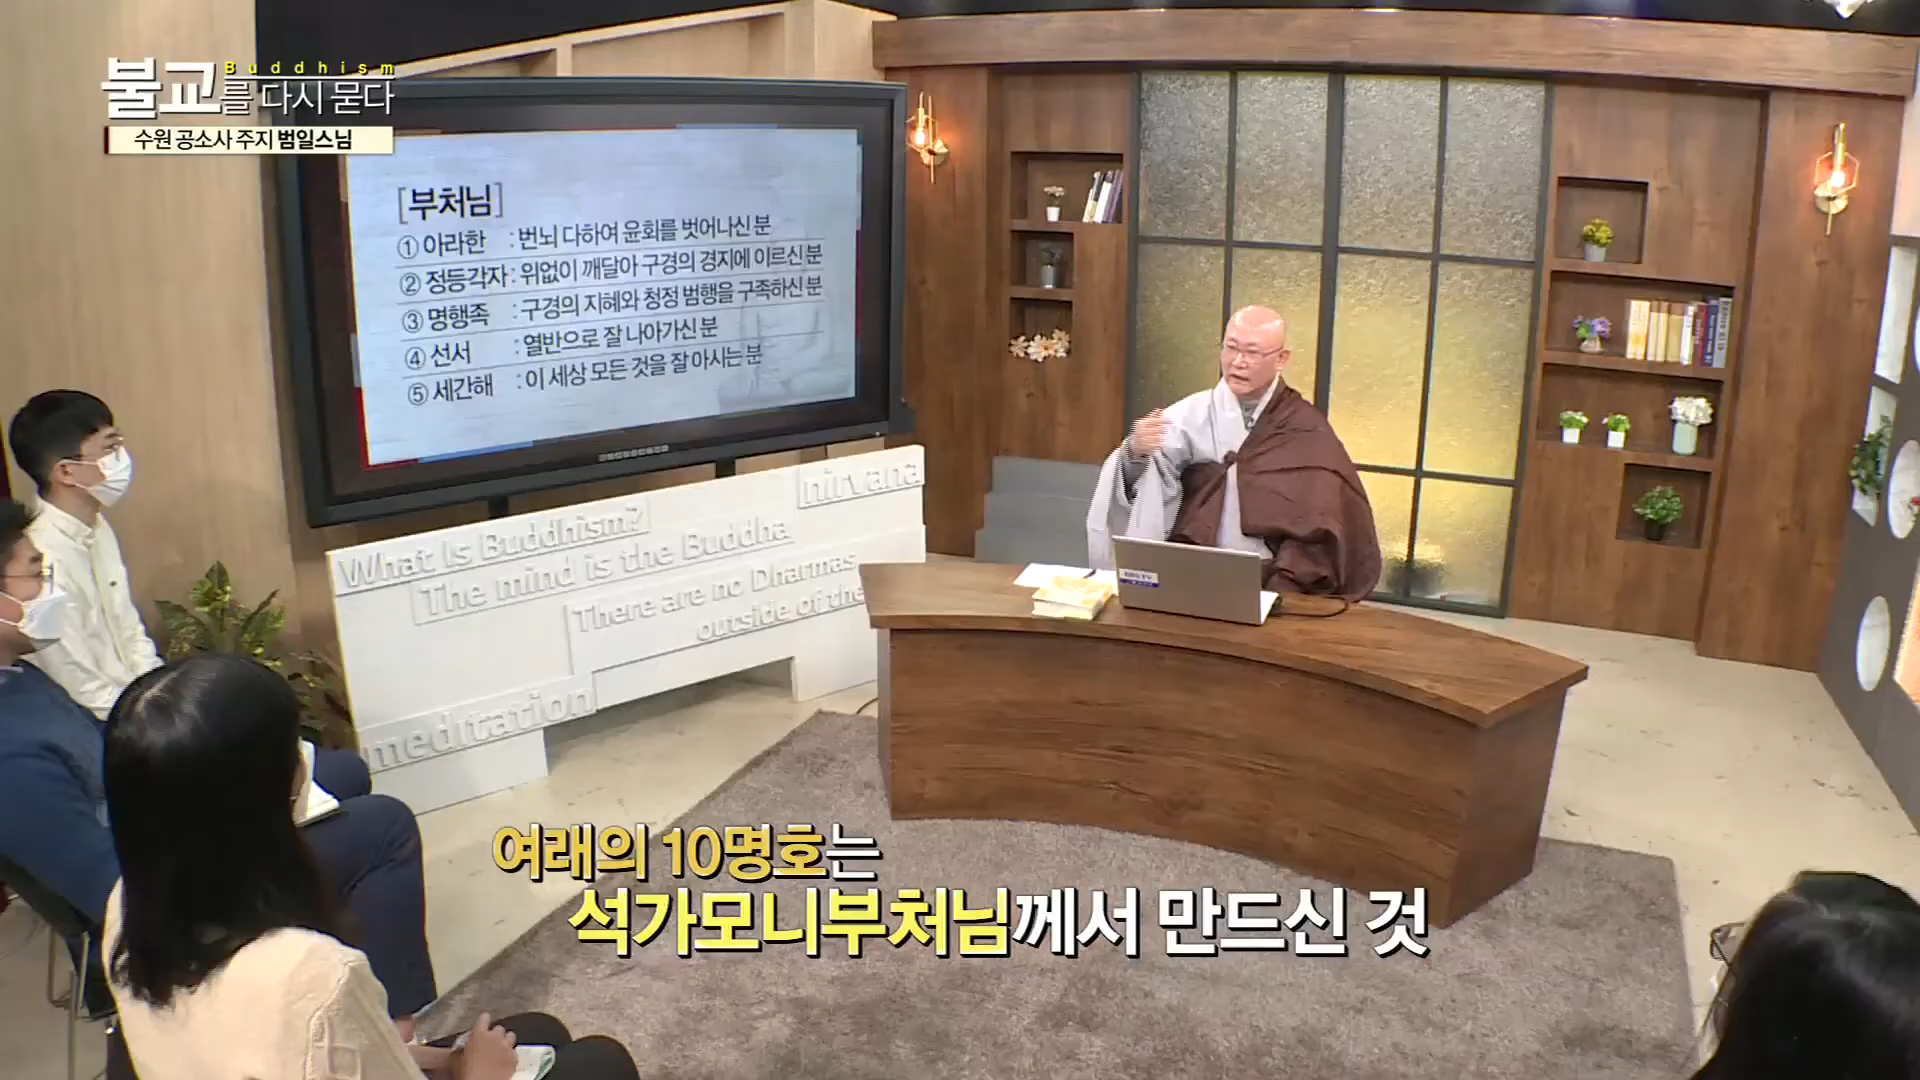 Buddhism
불교를 다시 묻다
수원 공소사 주지 범일스님
[부처님]
① 아라한 : 번뇌 다하여 윤회를 벗어나신 분
② 정등각자 : 위없이 깨달아 구경의 경지에 이르신 분
③ 명행족 : 구경의 지혜와 청정 범행을 구족하신 분
④ 선서 : 열반으로 잘 나아가신 분
⑤ 세간해 : 이 세상 모든 것을 잘 아시는 분
nirvana
What Is Buddhism?
The mind is the Buddha
There are no Dharmas
outside of the
meditation
여래의 10명호는
석가모니부처님께서 만드신 것